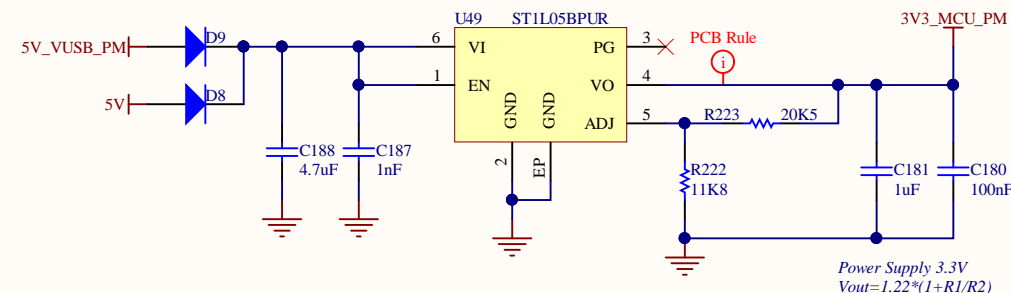 U49 ST1L05BPUR
3V3_MCU_PM
5V_VUSB_PM
D9
6 VI
PG 3
PCB Rule
i
5V
D8
1 EN
VO 4
GND
GND
ADJ 5
R223 20K5
C188
4.7uF
C187
1nF
2
EP
R222
11K8
C181
1uF
C180
100nF
Power Supply 3.3V
Vout=1.22*(1+R1/R2)